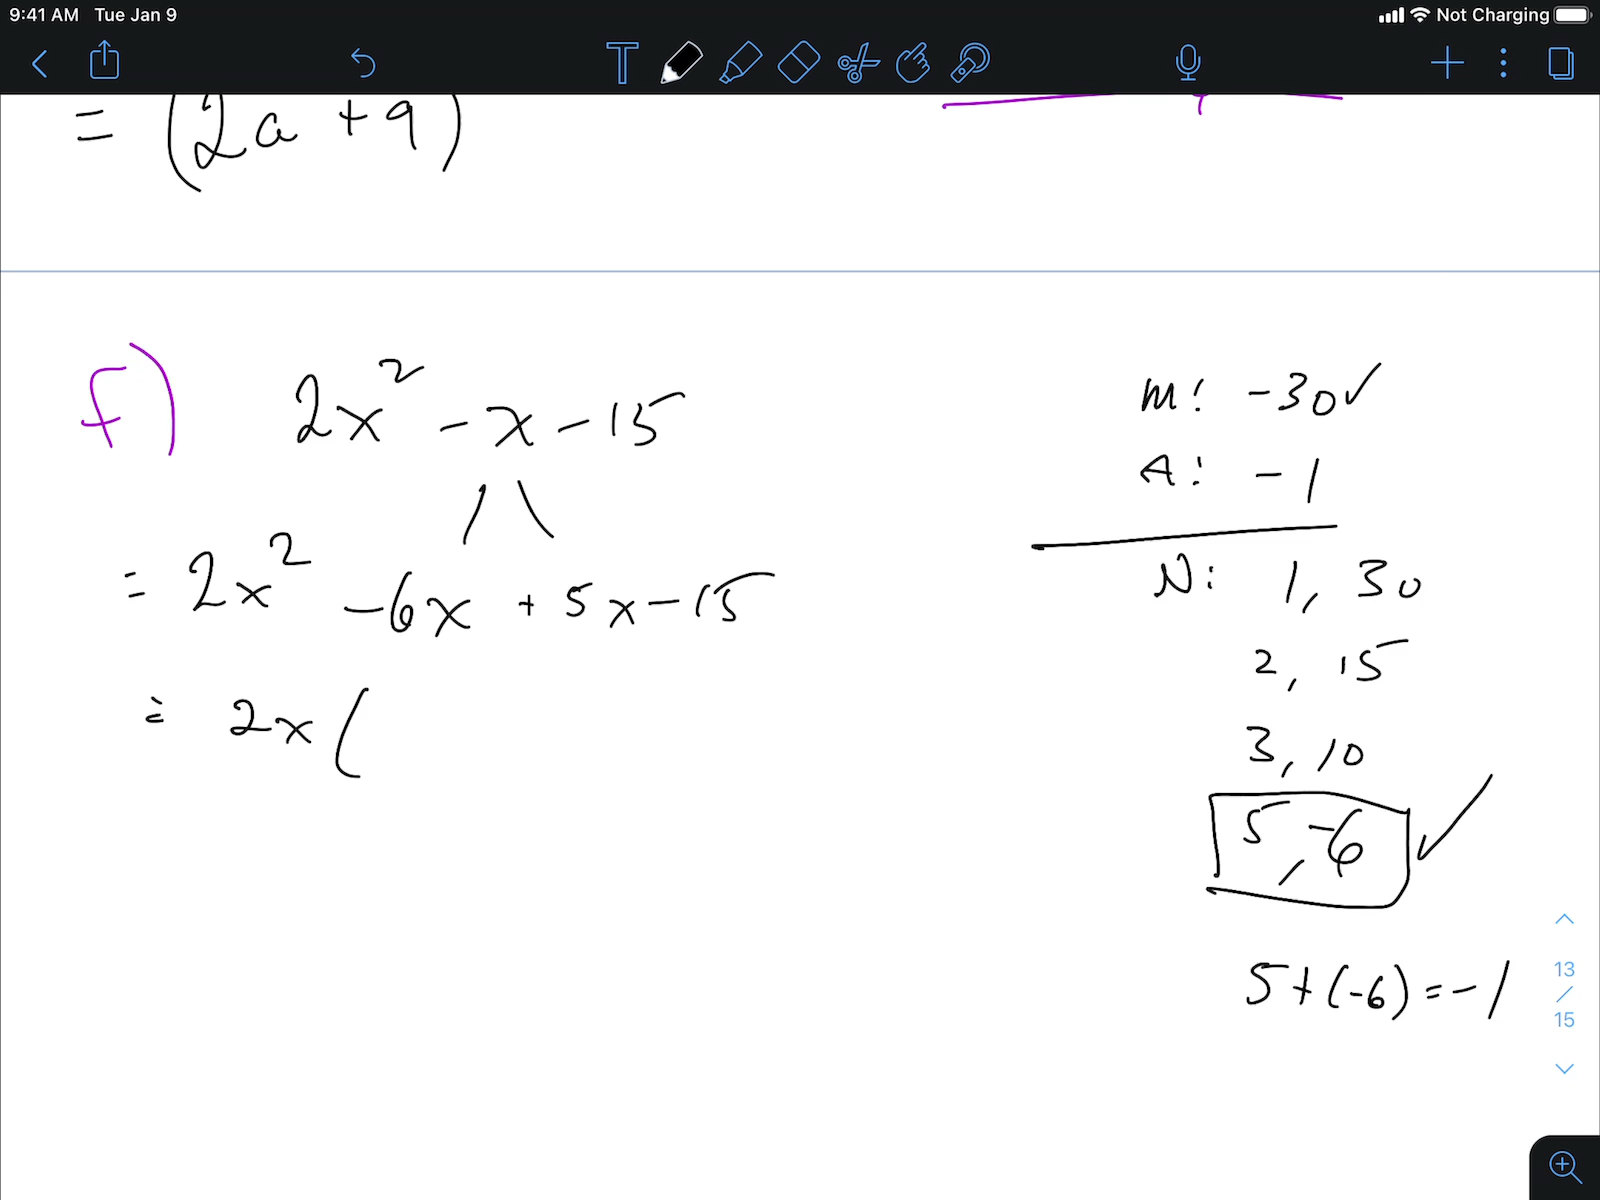 9:41 AM Tue Jan 9
Not Charging
T
= (2a + 9)
f) 2x² - x - 15
= 2x² - 6x + 5x - 15
= 2x (
M: -30 ✓
A: -1
N: 1, 30
2, 15
3, 10
5, -6 ✓
5 + (-6) = -1
13
/
15